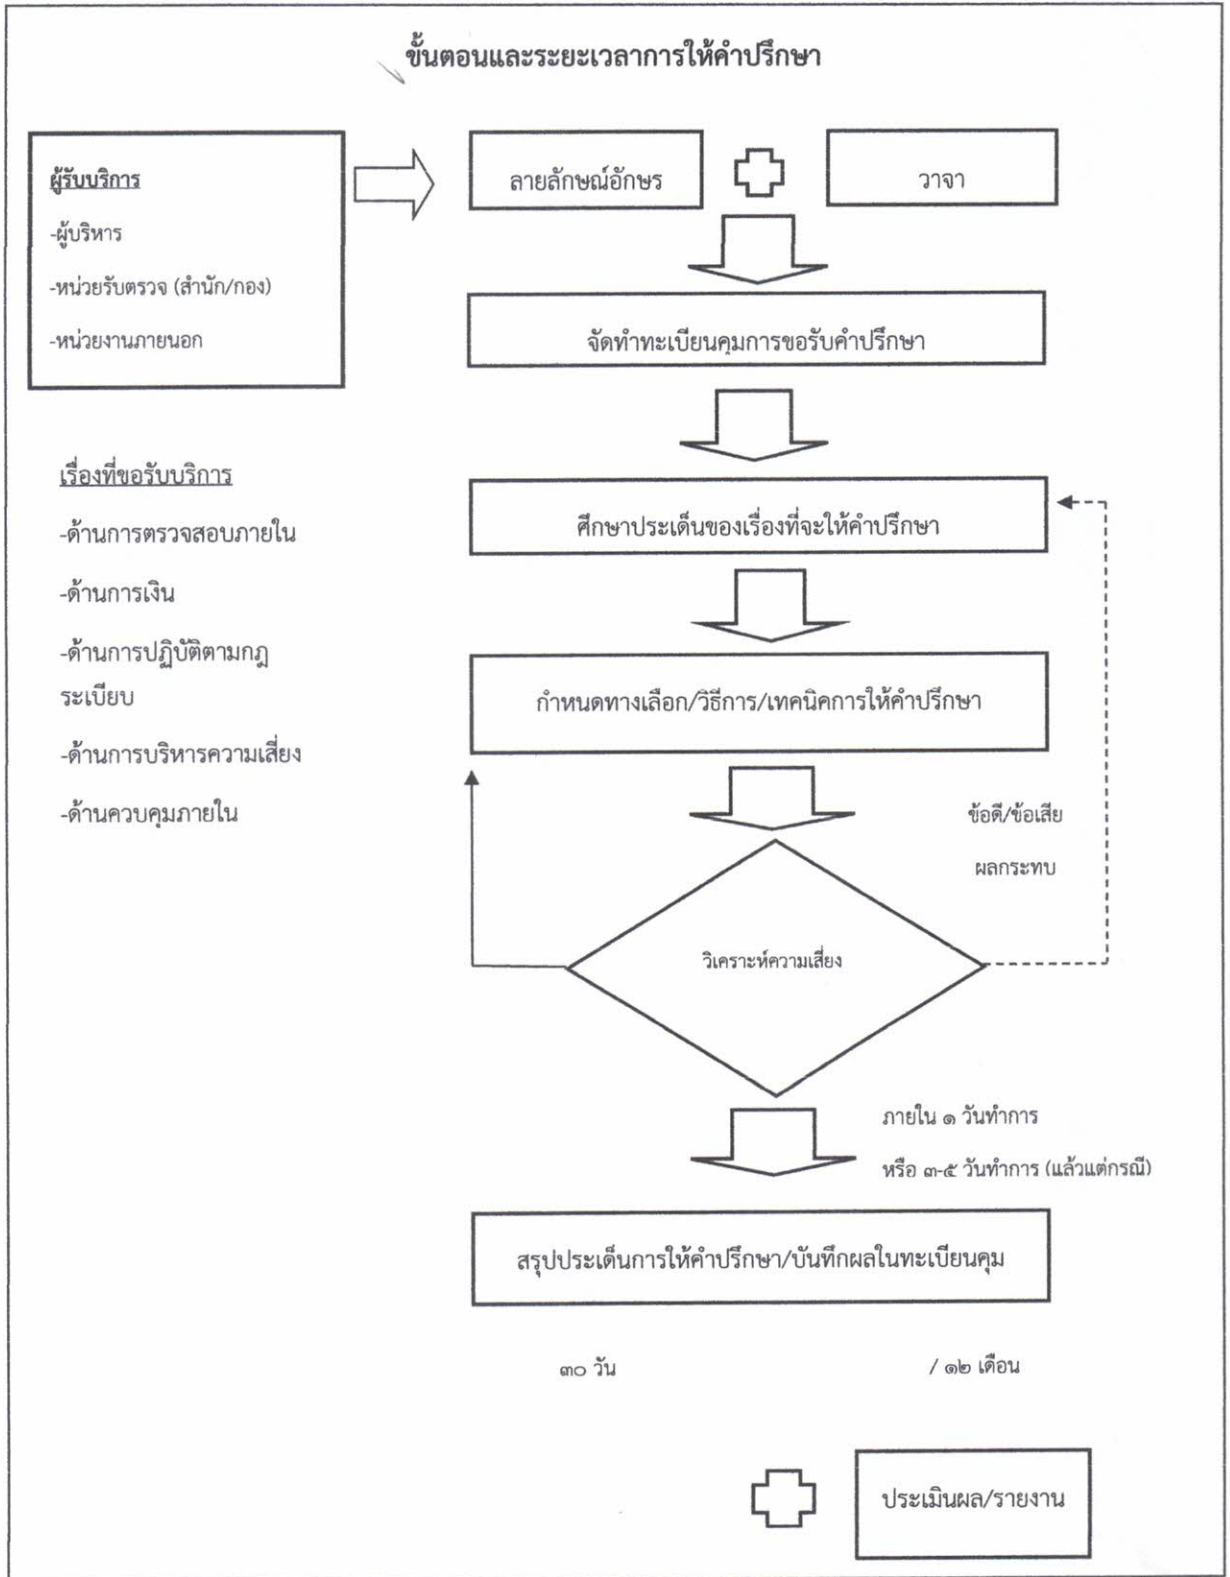 ขั้นตอนและระยะเวลาการให้คำปรึกษา
ผู้รับบริการ
-ผู้บริหาร
-หน่วยรับตรวจ (สำนัก/กอง)
-หน่วยงานภายนอก
ลายลักษณ์อักษร
วาจา
จัดทำทะเบียนคุมการขอรับคำปรึกษา
เรื่องที่ขอรับบริการ
-ด้านการตรวจสอบภายใน
-ด้านการเงิน
-ด้านการปฏิบัติตามกฎ
ระเบียบ
-ด้านการบริหารความเสี่ยง
-ด้านควบคุมภายใน
ศึกษาประเด็นของเรื่องที่จะให้คำปรึกษา
กำหนดทางเลือก/วิธีการ/เทคนิคการให้คำปรึกษา
ข้อดี/ข้อเสีย
ผลกระทบ
วิเคราะห์ความเสี่ยง
ภายใน ๑ วันทำการ
หรือ ๓-๕ วันทำการ (แล้วแต่กรณี)
สรุปประเด็นการให้คำปรึกษา/บันทึกผลในทะเบียนคุม
๓๐ วัน / ๑๒ เดือน
ประเมินผล/รายงาน